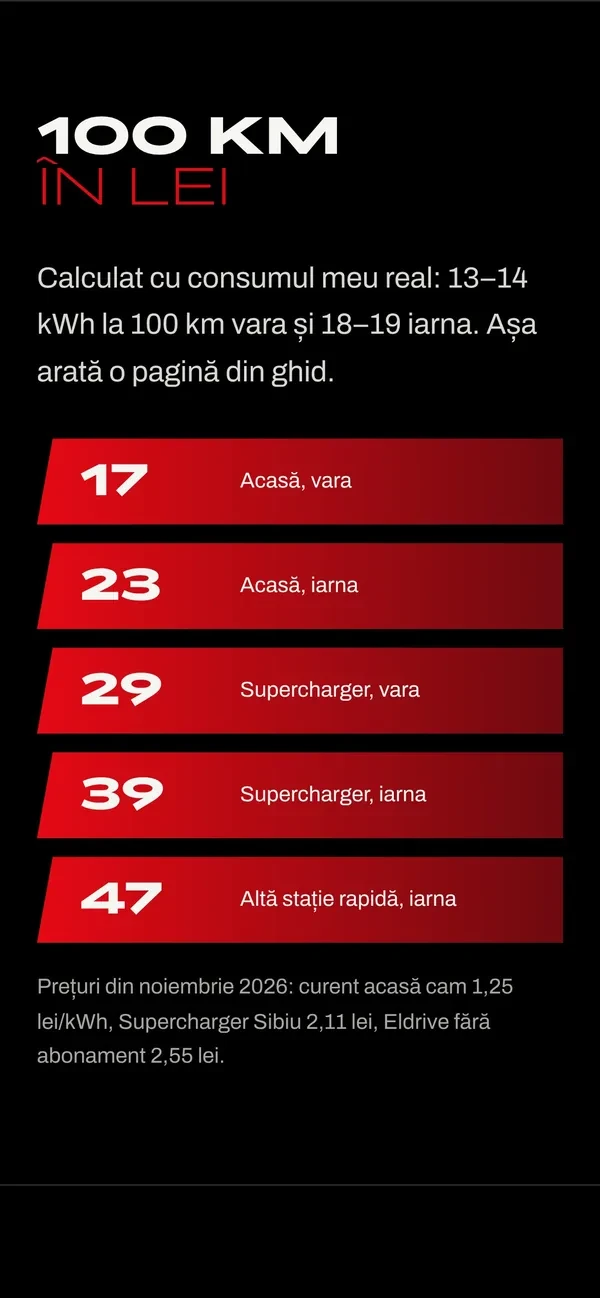 100 KM
ÎN LEI
Calculat cu consumul meu real: 13–14
kWh la 100 km vara și 18–19 iarna. Așa
arată o pagină din ghid.
17 Acasă, vara
23 Acasă, iarna
29 Supercharger, vara
39 Supercharger, iarna
47 Altă stație rapidă, iarna
Prețuri din noiembrie 2026: curent acasă cam 1,25
lei/kWh, Supercharger Sibiu 2,11 lei, Eldrive fără
abonament 2,55 lei.